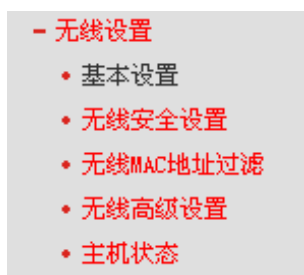 - 无线设置
• 基本设置
• 无线安全设置
• 无线MAC地址过滤
• 无线高级设置
• 主机状态